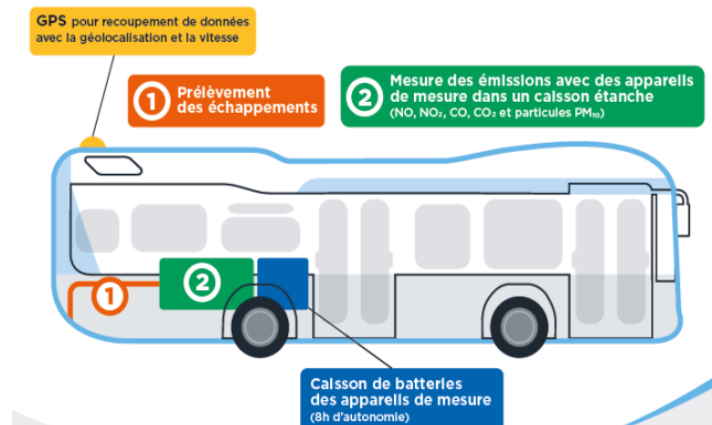 GPS pour recoupement de données
avec la géolocalisation et la vitesse
1 Prélèvement
des échappements
2 Mesure des émissions avec des appareils
de mesure dans un caisson étanche
(NO, NO₂, CO, CO₂ et particules PM₁₀)
1
2
Caisson de batteries
des appareils de mesure
(8h d'autonomie)